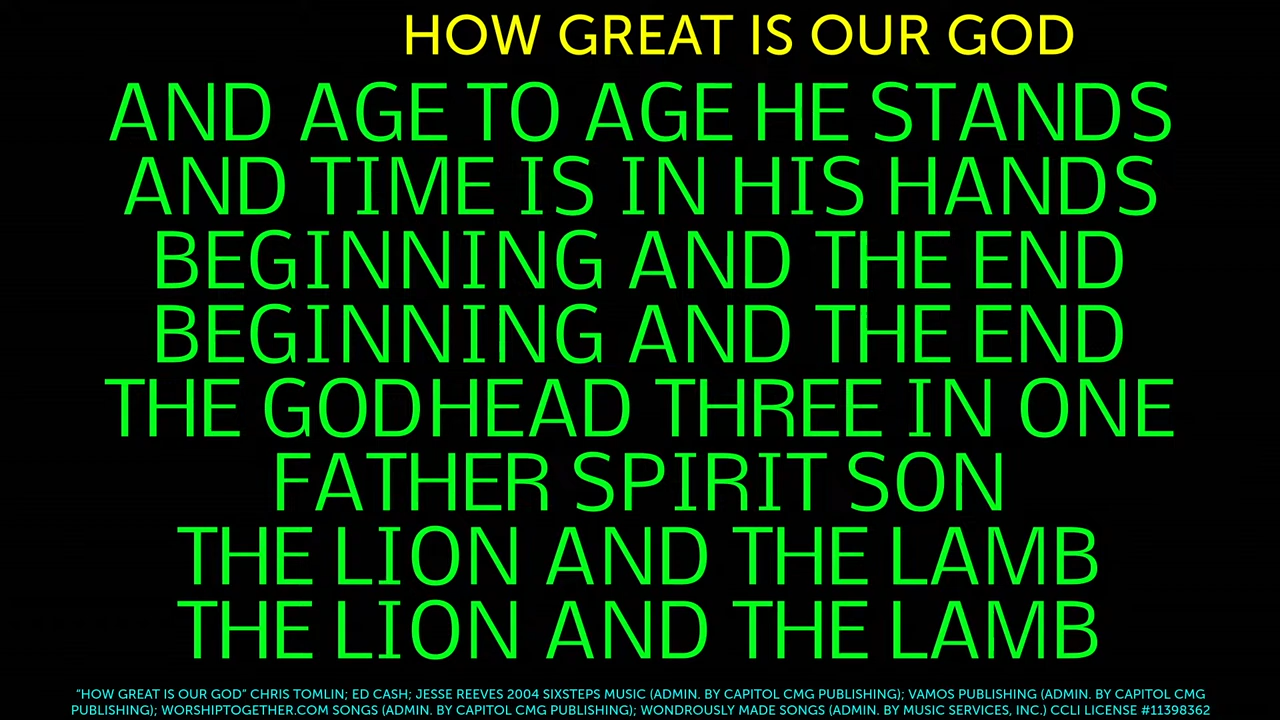 HOW GREAT IS OUR GOD
AND AGE TO AGE HE STANDS
AND TIME IS IN HIS HANDS
BEGINNING AND THE END
BEGINNING AND THE END
THE GODHEAD THREE IN ONE
FATHER SPIRIT SON
THE LION AND THE LAMB
THE LION AND THE LAMB
“HOW GREAT IS OUR GOD” CHRIS TOMLIN; ED CASH; JESSE REEVES 2004 SIXSTEPS MUSIC (ADMIN. BY CAPITOL CMG PUBLISHING); VAMOS PUBLISHING (ADMIN. BY CAPITOL CMG
PUBLISHING); WORSHIPTOGETHER.COM SONGS (ADMIN. BY CAPITOL CMG PUBLISHING); WONDROUSLY MADE SONGS (ADMIN. BY MUSIC SERVICES, INC.) CCLI LICENSE #11398362